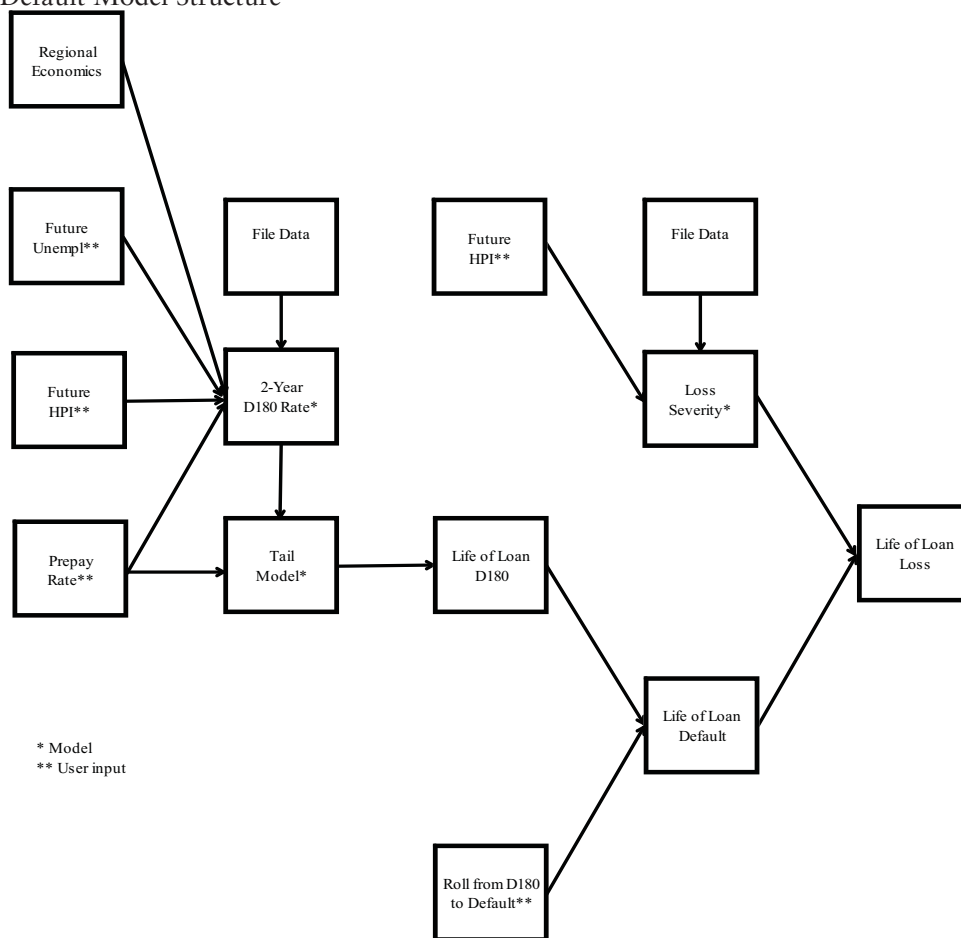 Default Model Structure
Regional
Economics
Future
Unempl**
File Data
Future
HPI**
File Data
Future
HPI**
2-Year
D180 Rate*
Loss
Severity*
Prepay
Rate**
Tail
Model*
Life of Loan
D180
Life of Loan
Loss
Life of Loan
Default
* Model
** User input
Roll from D180
to Default**